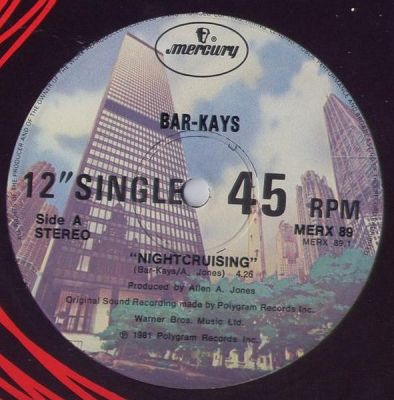 mercury
BAR-KAYS
12" SINGLE 45 RPM
Side A
STEREO
MERX 89
MERX 89.1
"NIGHTCRUISING"
(Bar-Kays/A. Jones) 4.26
Produced by Allen A. Jones
Original Sound Recording made by Polygram Records Inc.
Warner Bros. Music Ltd.
℗ 1981 Polygram Records Inc.